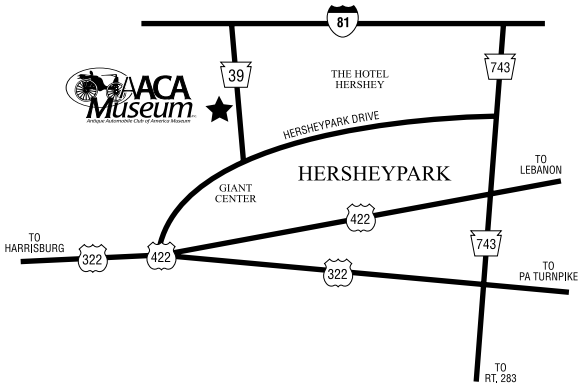 81
743
39
THE HOTEL
HERSHEY
AACA
Museum
Antique Automobile Club of America Museum
HERSHEYPARK DRIVE
HERSHEYPARK
TO
LEBANON
GIANT
CENTER
422
TO
HARRISBURG
322
422
743
322
TO
PA TURNPIKE
TO
RT. 283